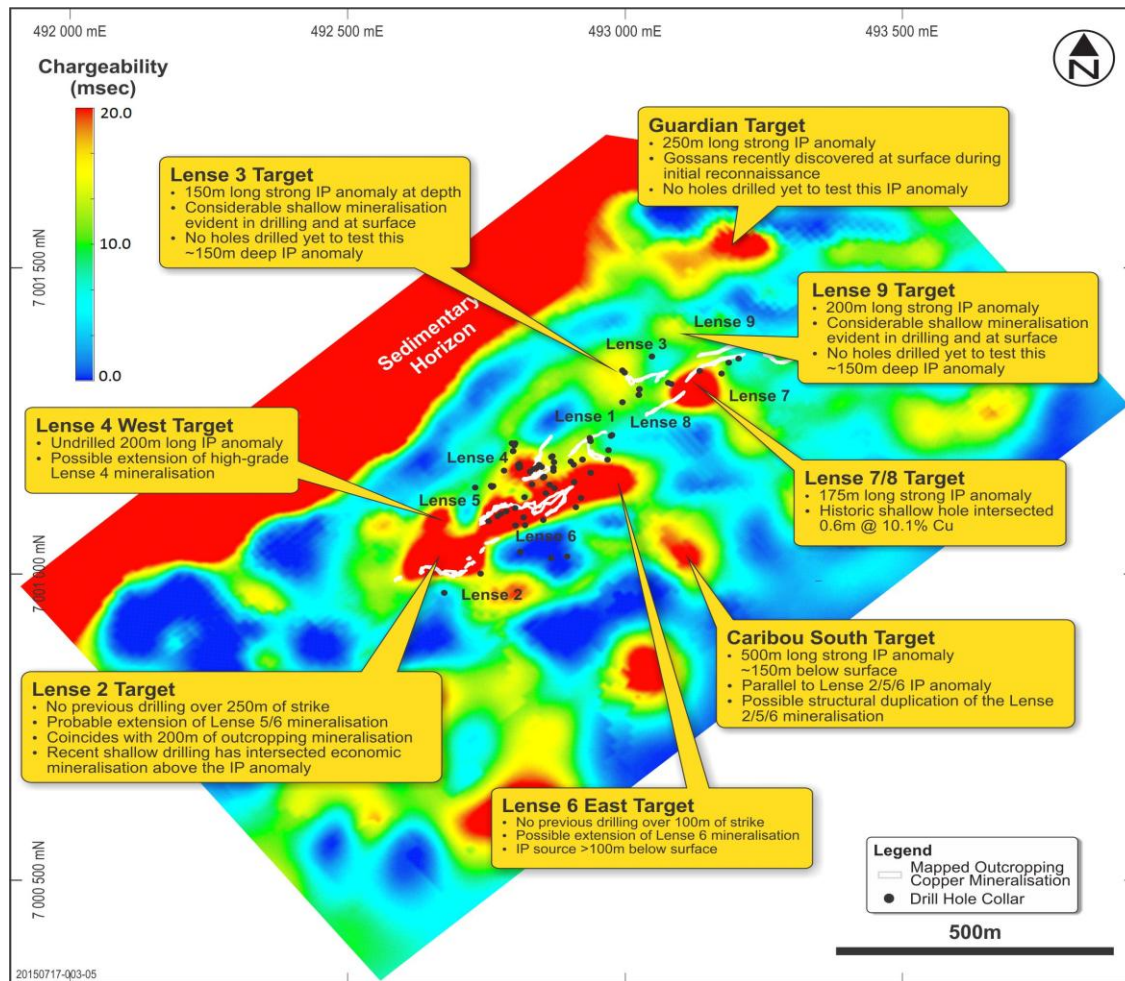 492 000 mE
492 500 mE
493 000 mE
493 500 mE
Chargeability
(msec)
20.0
10.0
0.0
N
7 001 500 mN
7 001 000 mN
7 000 500 mN
Guardian Target
• 250m long strong IP anomaly
• Gossans recently discovered at surface during
initial reconnaissance
• No holes drilled yet to test this IP anomaly
Lense 3 Target
• 150m long strong IP anomaly at depth
• Considerable shallow mineralisation
evident in drilling and at surface
• No holes drilled yet to test this
~150m deep IP anomaly
Sedimentary
Horizon
Lense 9 Target
• 200m long strong IP anomaly
• Considerable shallow mineralisation
evident in drilling and at surface
• No holes drilled yet to test this
~150m deep IP anomaly
Lense 9
Lense 3
Lense 7
Lense 8
Lense 1
Lense 4
Lense 5
Lense 6
Lense 2
Lense 4 West Target
• Undrilled 200m long IP anomaly
• Possible extension of high-grade
Lense 4 mineralisation
Lense 7/8 Target
• 175m long strong IP anomaly
• Historic shallow hole intersected
0.6m @ 10.1% Cu
Caribou South Target
• 500m long strong IP anomaly
~150m below surface
• Parallel to Lense 2/5/6 IP anomaly
• Possible structural duplication of the Lense
2/5/6 mineralisation
Lense 2 Target
• No previous drilling over 250m of strike
• Probable extension of Lense 5/6 mineralisation
• Coincides with 200m of outcropping mineralisation
• Recent shallow drilling has intersected economic
mineralisation above the IP anomaly
Lense 6 East Target
• No previous drilling over 100m of strike
• Possible extension of Lense 6 mineralisation
• IP source >100m below surface
Legend
Mapped Outcropping
Copper Mineralisation
Drill Hole Collar
500m
20150717-003-05